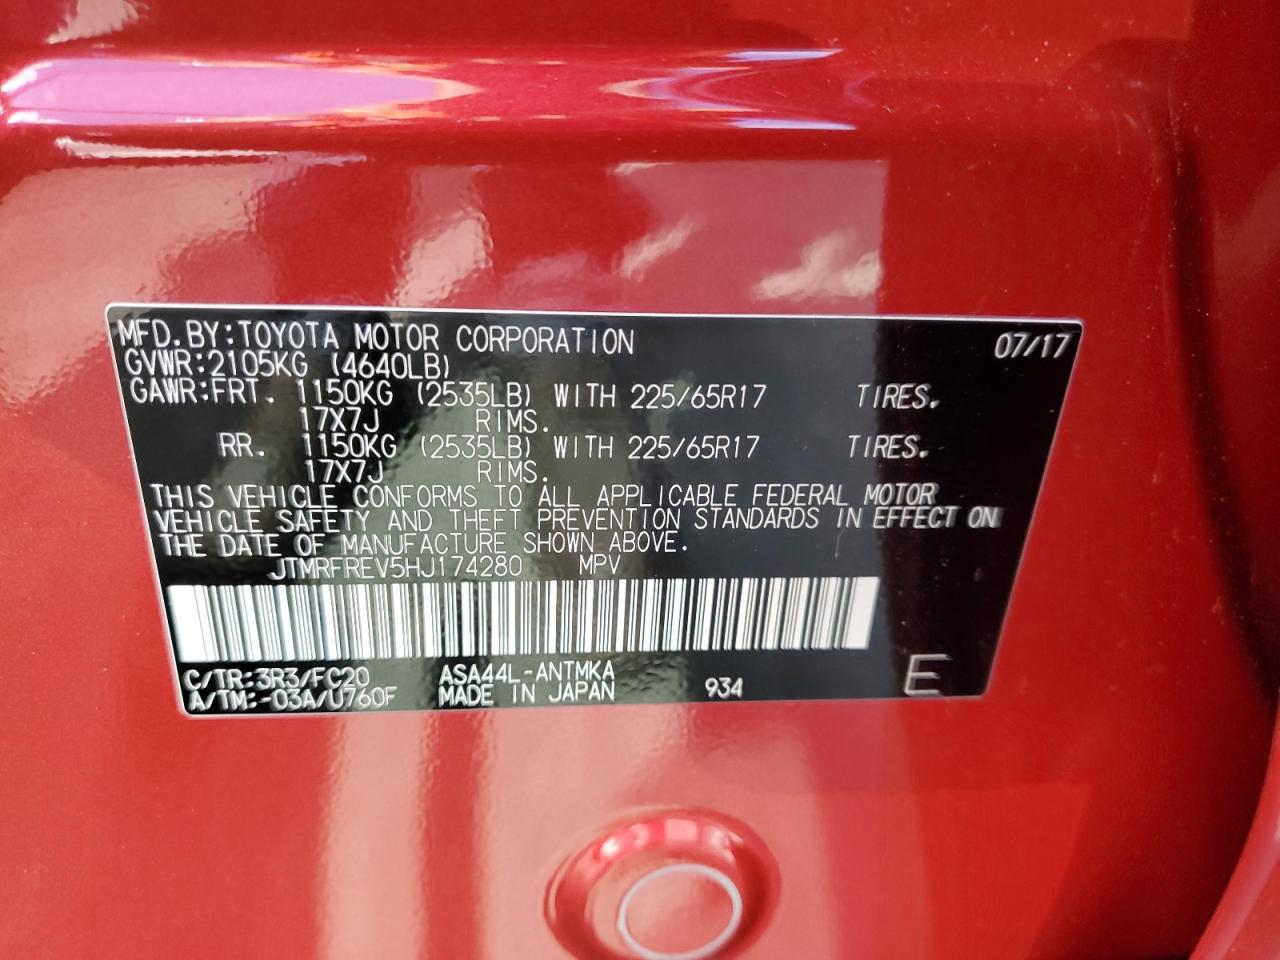 MFD.BY:TOYOTA MOTOR CORPORATION 07/17
GVWR:2105KG (4640LB)
GAWR:FRT. 1150KG (2535LB) WITH 225/65R17 TIRES.
17X7J RIMS.
RR. 1150KG (2535LB) WITH 225/65R17 TIRES.
17X7J RIMS.
THIS VEHICLE CONFORMS TO ALL APPLICABLE FEDERAL MOTOR
VEHICLE SAFETY AND THEFT PREVENTION STANDARDS IN EFFECT ON
THE DATE OF MANUFACTURE SHOWN ABOVE.
JTMRFREV5HJ174280 MPV
C/TR:3R3/FC20 ASA44L-ANTMKA
A/TM:-03A/U760F MADE IN JAPAN 934 E